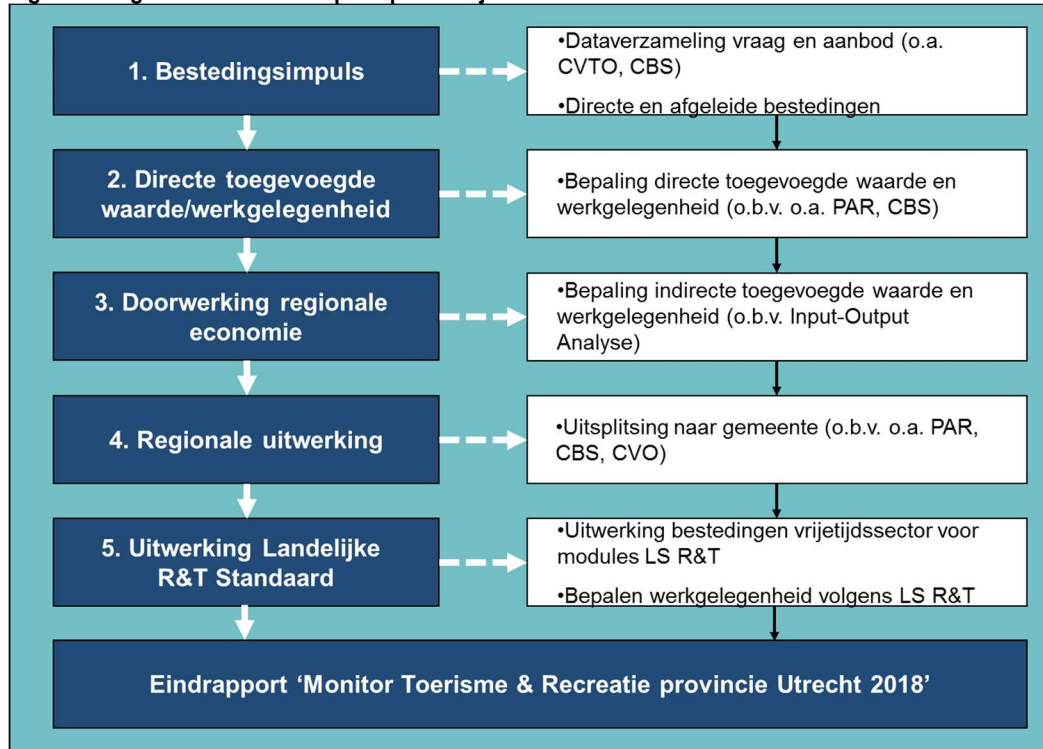 1. Bestedingsimpuls
•Dataverzameling vraag en aanbod (o.a.
CVTO, CBS)
•Directe en afgeleide bestedingen
2. Directe toegevoegde
waarde/werkgelegenheid
•Bepaling directe toegevoegde waarde en
werkgelegenheid (o.b.v. o.a. PAR, CBS)
3. Doorwerking regionale
economie
•Bepaling indirecte toegevoegde waarde en
werkgelegenheid (o.b.v. Input-Output
Analyse)
4. Regionale uitwerking
•Uitsplitsing naar gemeente (o.b.v. o.a. PAR,
CBS, CVO)
5. Uitwerking Landelijke
R&T Standaard
•Uitwerking bestedingen vrijetijdssector voor
modules LS R&T
•Bepalen werkgelegenheid volgens LS R&T
Eindrapport ‘Monitor Toerisme & Recreatie provincie Utrecht 2018’